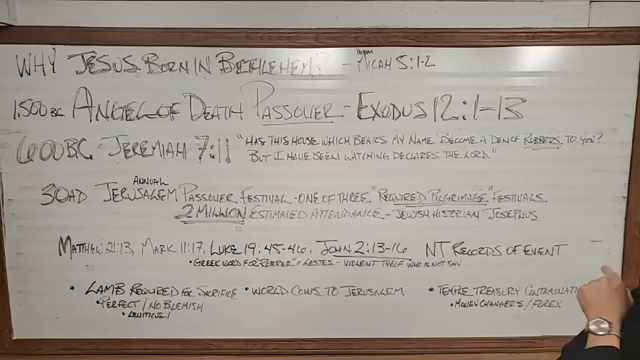 WHY JESUS BORN IN BETHLEHEM? - MICAH 5:1-2
1,500 BC ANGEL OF DEATH PASSOVER - EXODUS 12:1-13
600 BC JEREMIAH 7:11 "HAS THIS HOUSE WHICH BEARS MY NAME BECOME A DEN OF ROBBERS TO YOU?
BUT I HAVE BEEN WATCHING DECLARES THE LORD."
30 AD JERUSALEM ANNUAL PASSOVER FESTIVAL - ONE OF THREE "REQUIRED PILGRIMAGE" FESTIVALS
2 MILLION ESTIMATED ATTENDANCE - JEWISH HISTORIAN JOSEPHUS
MATTHEW 21:13, MARK 11:17, LUKE 19:45-46, JOHN 2:13-16 NT RECORDS OF EVENT
• GREEK WORD FOR "ROBBER" = LESTES - VIOLENT THEIF WHO IS NOT SHY
• LAMB REQUIRED FOR SACRIFICE • WORLD COMES TO JERUSALEM • TEMPLE TREASURY
• PERFECT / NO BLEMISH • MONEY CHANGERS / FOREX
• LEVITICUS 1